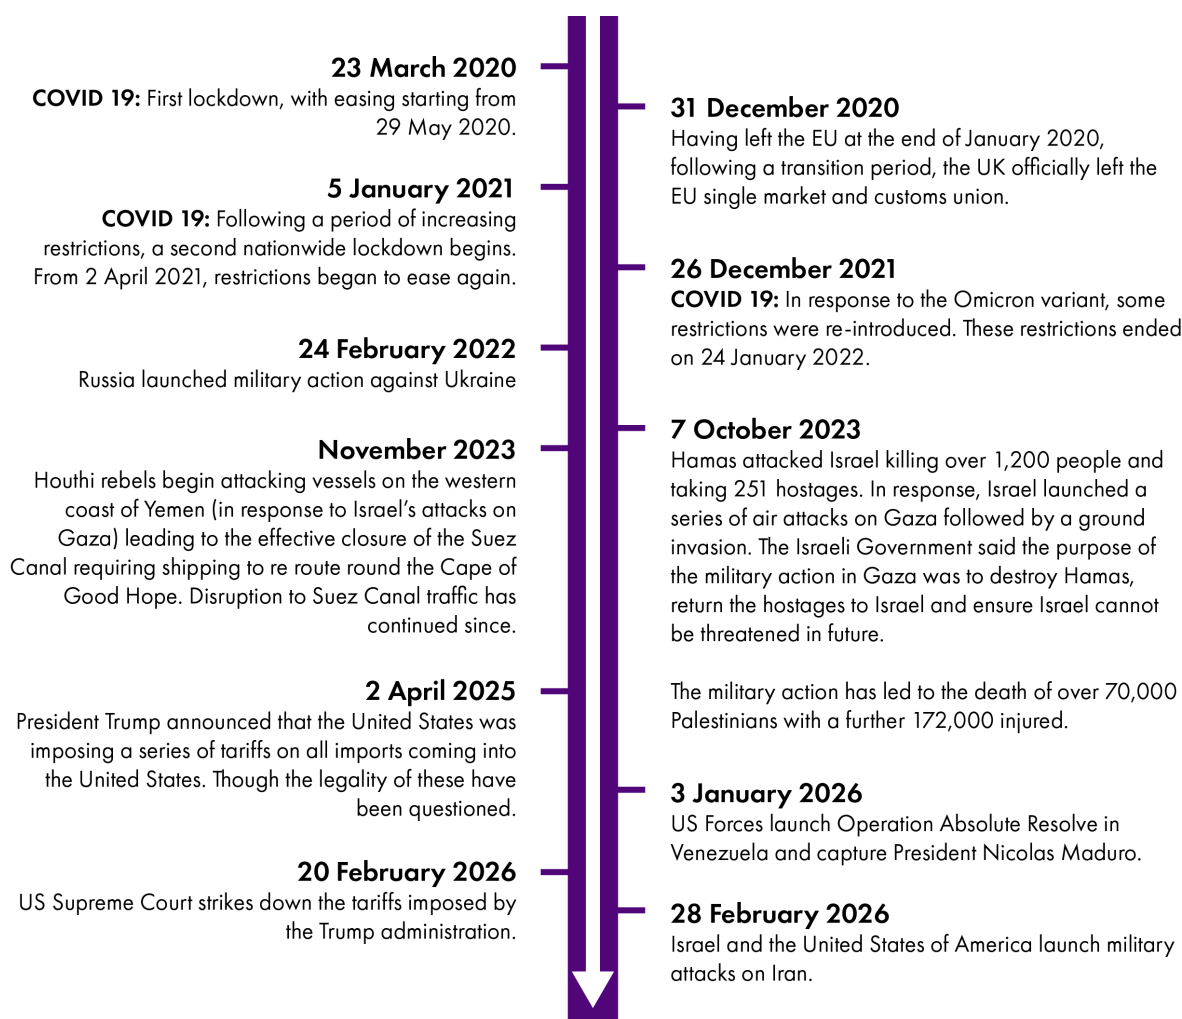 23 March 2020
COVID 19: First lockdown, with easing starting from
29 May 2020.
31 December 2020
Having left the EU at the end of January 2020,
following a transition period, the UK officially left the
EU single market and customs union.
5 January 2021
COVID 19: Following a period of increasing
restrictions, a second nationwide lockdown begins.
From 2 April 2021, restrictions began to ease again.
26 December 2021
COVID 19: In response to the Omicron variant, some
restrictions were re-introduced. These restrictions ended
on 24 January 2022.
24 February 2022
Russia launched military action against Ukraine
7 October 2023
Hamas attacked Israel killing over 1,200 people and
taking 251 hostages. In response, Israel launched a
series of air attacks on Gaza followed by a ground
invasion. The Israeli Government said the purpose of
the military action in Gaza was to destroy Hamas,
return the hostages to Israel and ensure Israel cannot
be threatened in future.
The military action has led to the death of over 70,000
Palestinians with a further 172,000 injured.
November 2023
Houthi rebels begin attacking vessels on the western
coast of Yemen (in response to Israel's attacks on
Gaza) leading to the effective closure of the Suez
Canal requiring shipping to re route round the Cape of
Good Hope. Disruption to Suez Canal traffic has
continued since.
2 April 2025
President Trump announced that the United States was
imposing a series of tariffs on all imports coming into
the United States. Though the legality of these have
been questioned.
3 January 2026
US Forces launch Operation Absolute Resolve in
Venezuela and capture President Nicolas Maduro.
20 February 2026
US Supreme Court strikes down the tariffs imposed by
the Trump administration.
28 February 2026
Israel and the United States of America launch military
attacks on Iran.